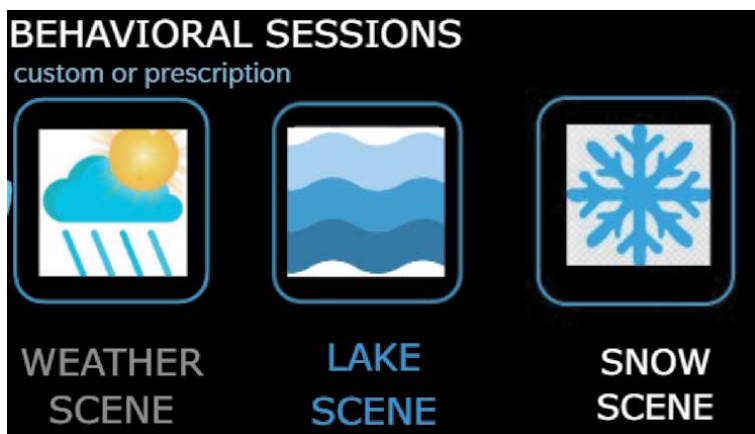 BEHAVIORAL SESSIONS
custom or prescription
WEATHER
SCENE
LAKE
SCENE
SNOW
SCENE